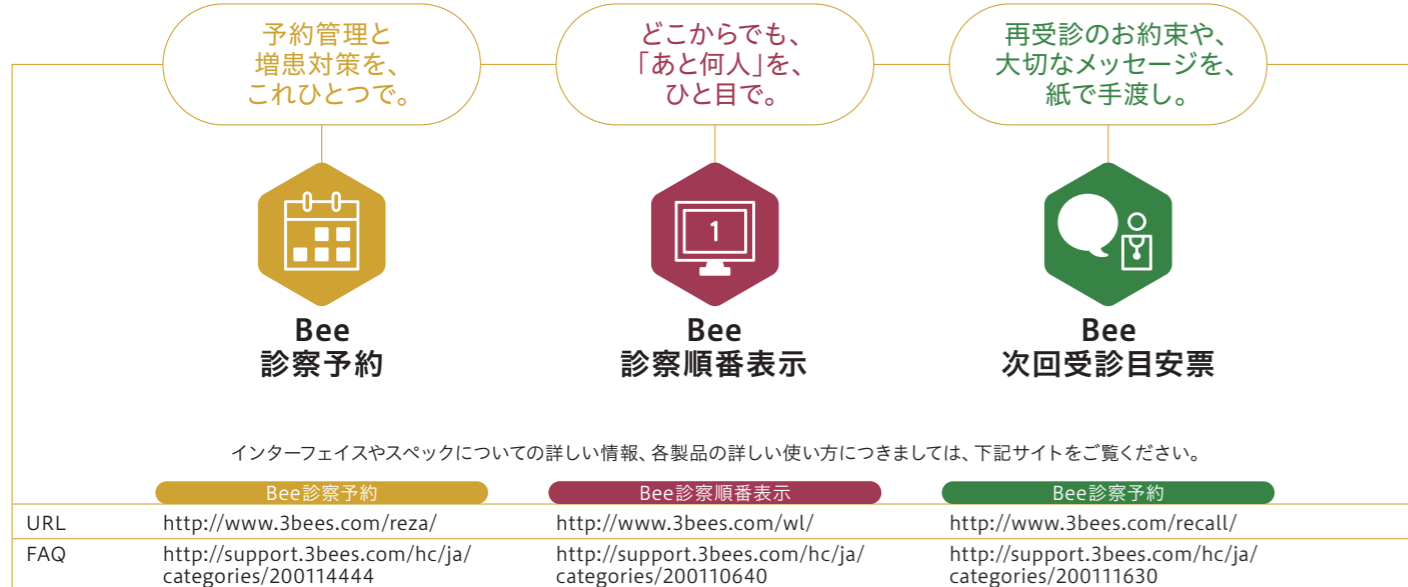 予約管理と
増患対策を、
これひとつで。
どこからでも、
「あと何人」を、
ひと目で。
再受診のお約束や、
大切なメッセージを、
紙で手渡し。
1
Bee
診察予約
Bee
診察順番表示
Bee
次回受診目安票
インターフェイスやスペックについての詳しい情報、各製品の詳しい使い方につきましては、下記サイトをご覧ください。
Bee診察予約 Bee診察順番表示 Bee診察予約
URL http://www.3bees.com/reza/ http://www.3bees.com/wl/ http://www.3bees.com/recall/
FAQ http://support.3bees.com/hc/ja/ http://support.3bees.com/hc/ja/ http://support.3bees.com/hc/ja/
categories/200114444 categories/200110640 categories/200111630